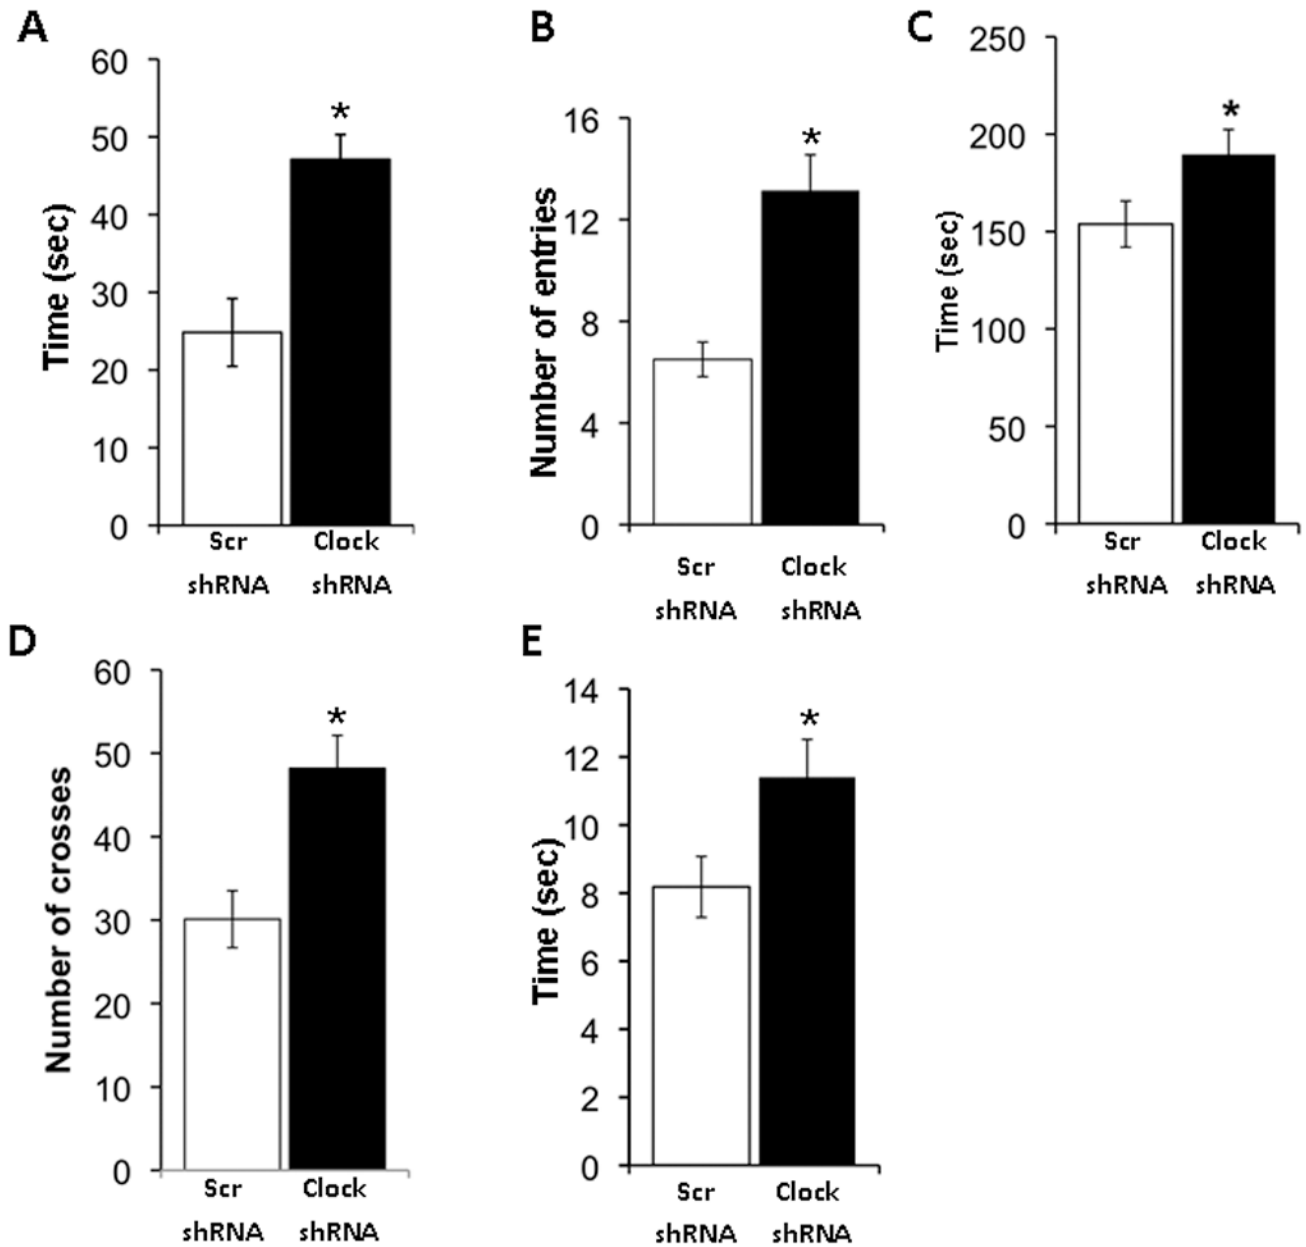 A
Time (sec)
60
50
40
30
20
10
0
*
Scr Clock
shRNA shRNA
B
Number of entries
16
12
8
4
0
*
Scr Clock
shRNA shRNA
C
Time (sec)
250
200
150
100
50
0
*
Scr Clock
shRNA shRNA
D
Number of crosses
60
50
40
30
20
10
0
*
Scr Clock
shRNA shRNA
E
Time (sec)
14
12
10
8
6
4
2
0
*
Scr Clock
shRNA shRNA